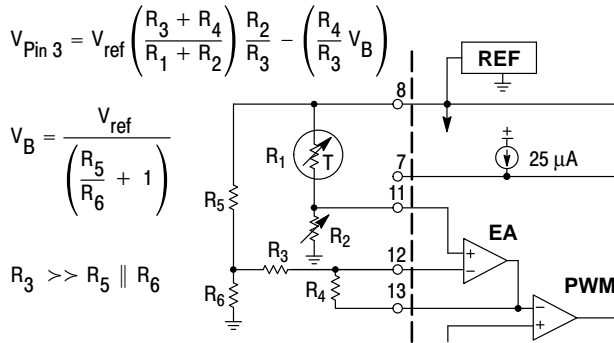 V_Pin 3 = V_ref ((R_3 + R_4)/(R_1 + R_2)) R_2/R_3 − (R_4/R_3 V_B)
V_B = V_ref/(R_5/R_6 + 1)
R_3 >> R_5 ∥ R_6
REF
8
R_1
T
7
25 μA
11
R_5
R_2
EA
+
−
R_3
12
R_6
R_4
13
PWM
−
+